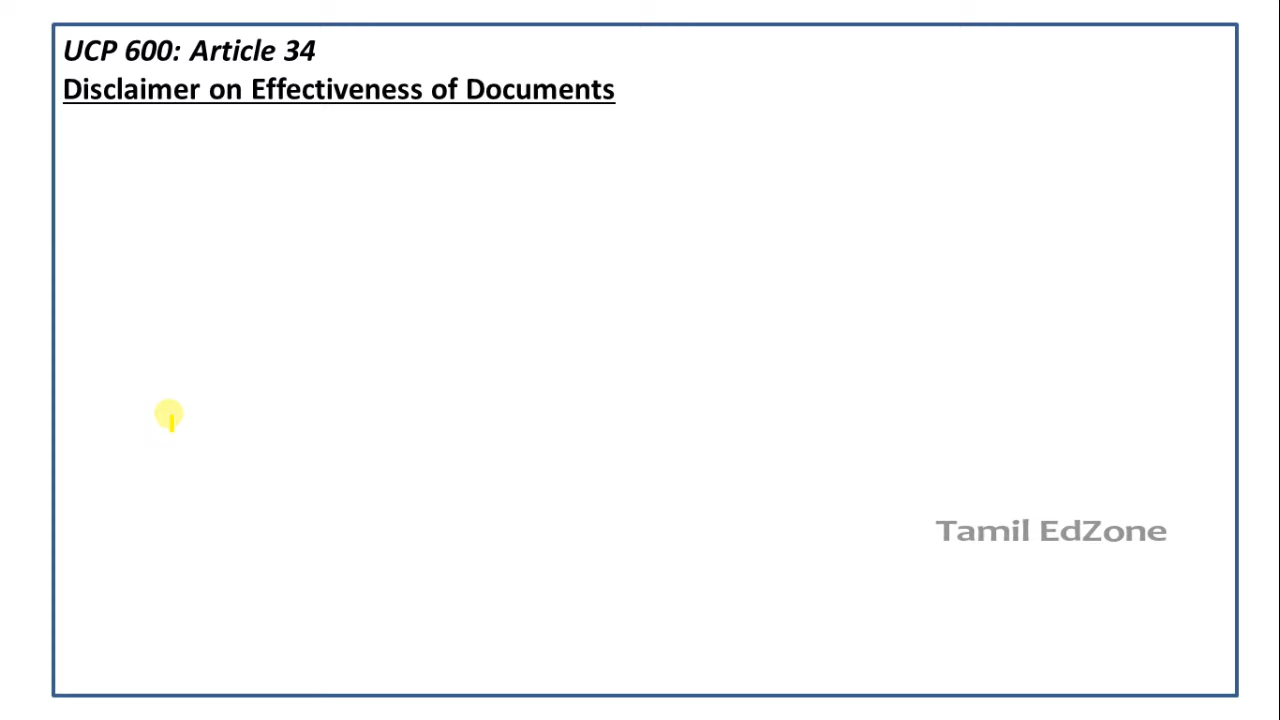 UCP 600: Article 34
Disclaimer on Effectiveness of Documents
Tamil EdZone